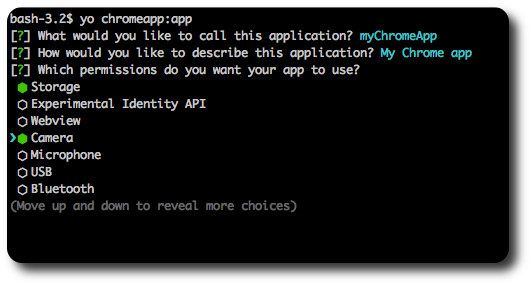 bash-3.2$ yo chromeapp:app
[?] What would you like to call this application? myChromeApp
[?] How would you like to describe this application? My Chrome app
[?] Which permissions do you want your app to use?
⬢ Storage
⬡ Experimental Identity API
⬡ Webview
❯⬢ Camera
⬡ Microphone
⬡ USB
⬡ Bluetooth
(Move up and down to reveal more choices)